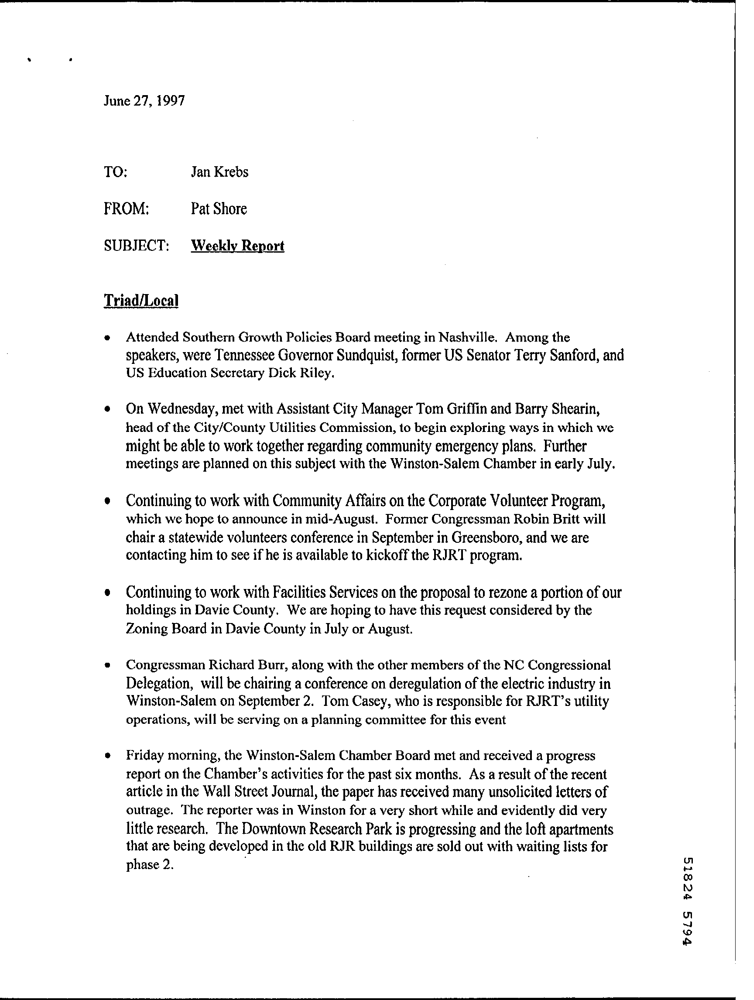 June 27, 1997
TO: Jan Krebs
FROM: Pat Shore
SUBJECT: Weekly Report
Triad/Local
• Attended Southern Growth Policies Board meeting in Nashville. Among the
speakers, were Tennessee Governor Sundquist, former US Senator Terry Sanford, and
US Education Secretary Dick Riley.
• On Wednesday, met with Assistant City Manager Tom Griffin and Barry Shearin,
head of the City/County Utilities Commission, to begin exploring ways in which we
might be able to work together regarding community emergency plans. Further
meetings are planned on this subject with the Winston-Salem Chamber in early July.
• Continuing to work with Community Affairs on the Corporate Volunteer Program,
which we hope to announce in mid-August. Former Congressman Robin Britt will
chair a statewide volunteers conference in September in Greensboro, and we are
contacting him to see if he is available to kickoff the RJRT program.
• Continuing to work with Facilities Services on the proposal to rezone a portion of our
holdings in Davie County. We are hoping to have this request considered by the
Zoning Board in Davie County in July or August.
• Congressman Richard Burr, along with the other members of the NC Congressional
Delegation, will be chairing a conference on deregulation of the electric industry in
Winston-Salem on September 2. Tom Casey, who is responsible for RJRT's utility
operations, will be serving on a planning committee for this event
• Friday morning, the Winston-Salem Chamber Board met and received a progress
report on the Chamber's activities for the past six months. As a result of the recent
article in the Wall Street Journal, the paper has received many unsolicited letters of
outrage. The reporter was in Winston for a very short while and evidently did very
little research. The Downtown Research Park is progressing and the loft apartments
that are being developed in the old RJR buildings are sold out with waiting lists for
phase 2.
51824 5794